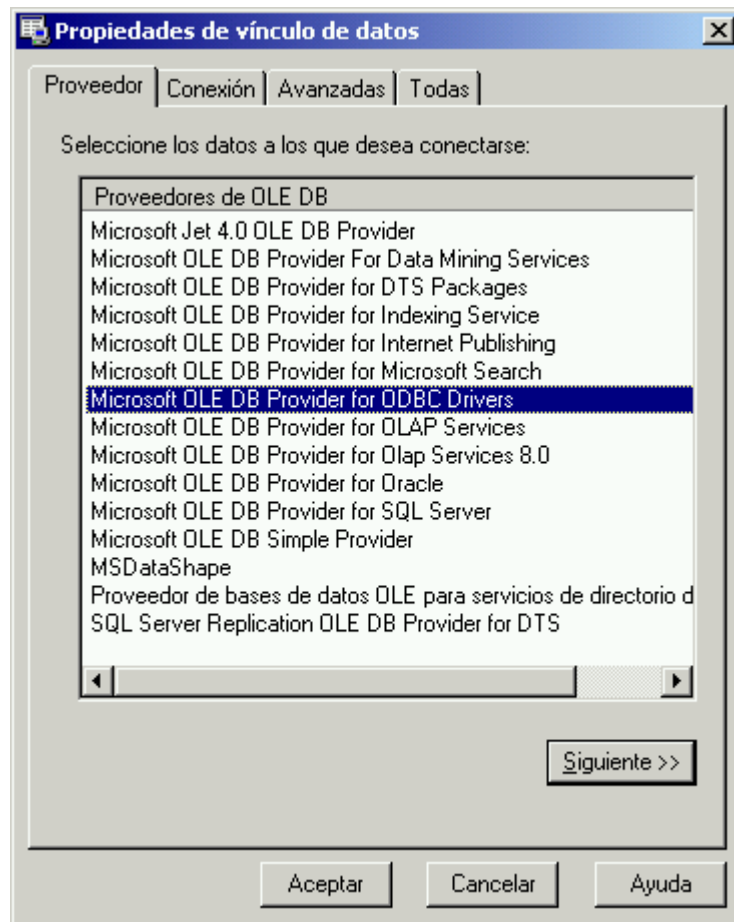 Propiedades de vínculo de datos
Proveedor Conexión Avanzadas Todas
Seleccione los datos a los que desea conectarse:
Proveedores de OLE DB
Microsoft Jet 4.0 OLE DB Provider
Microsoft OLE DB Provider For Data Mining Services
Microsoft OLE DB Provider for DTS Packages
Microsoft OLE DB Provider for Indexing Service
Microsoft OLE DB Provider for Internet Publishing
Microsoft OLE DB Provider for Microsoft Search
Microsoft OLE DB Provider for ODBC Drivers
Microsoft OLE DB Provider for OLAP Services
Microsoft OLE DB Provider for Olap Services 8.0
Microsoft OLE DB Provider for Oracle
Microsoft OLE DB Provider for SQL Server
Microsoft OLE DB Simple Provider
MSDataShape
Proveedor de bases de datos OLE para servicios de directorio d
SQL Server Replication OLE DB Provider for DTS
Siguiente >>
Aceptar Cancelar Ayuda